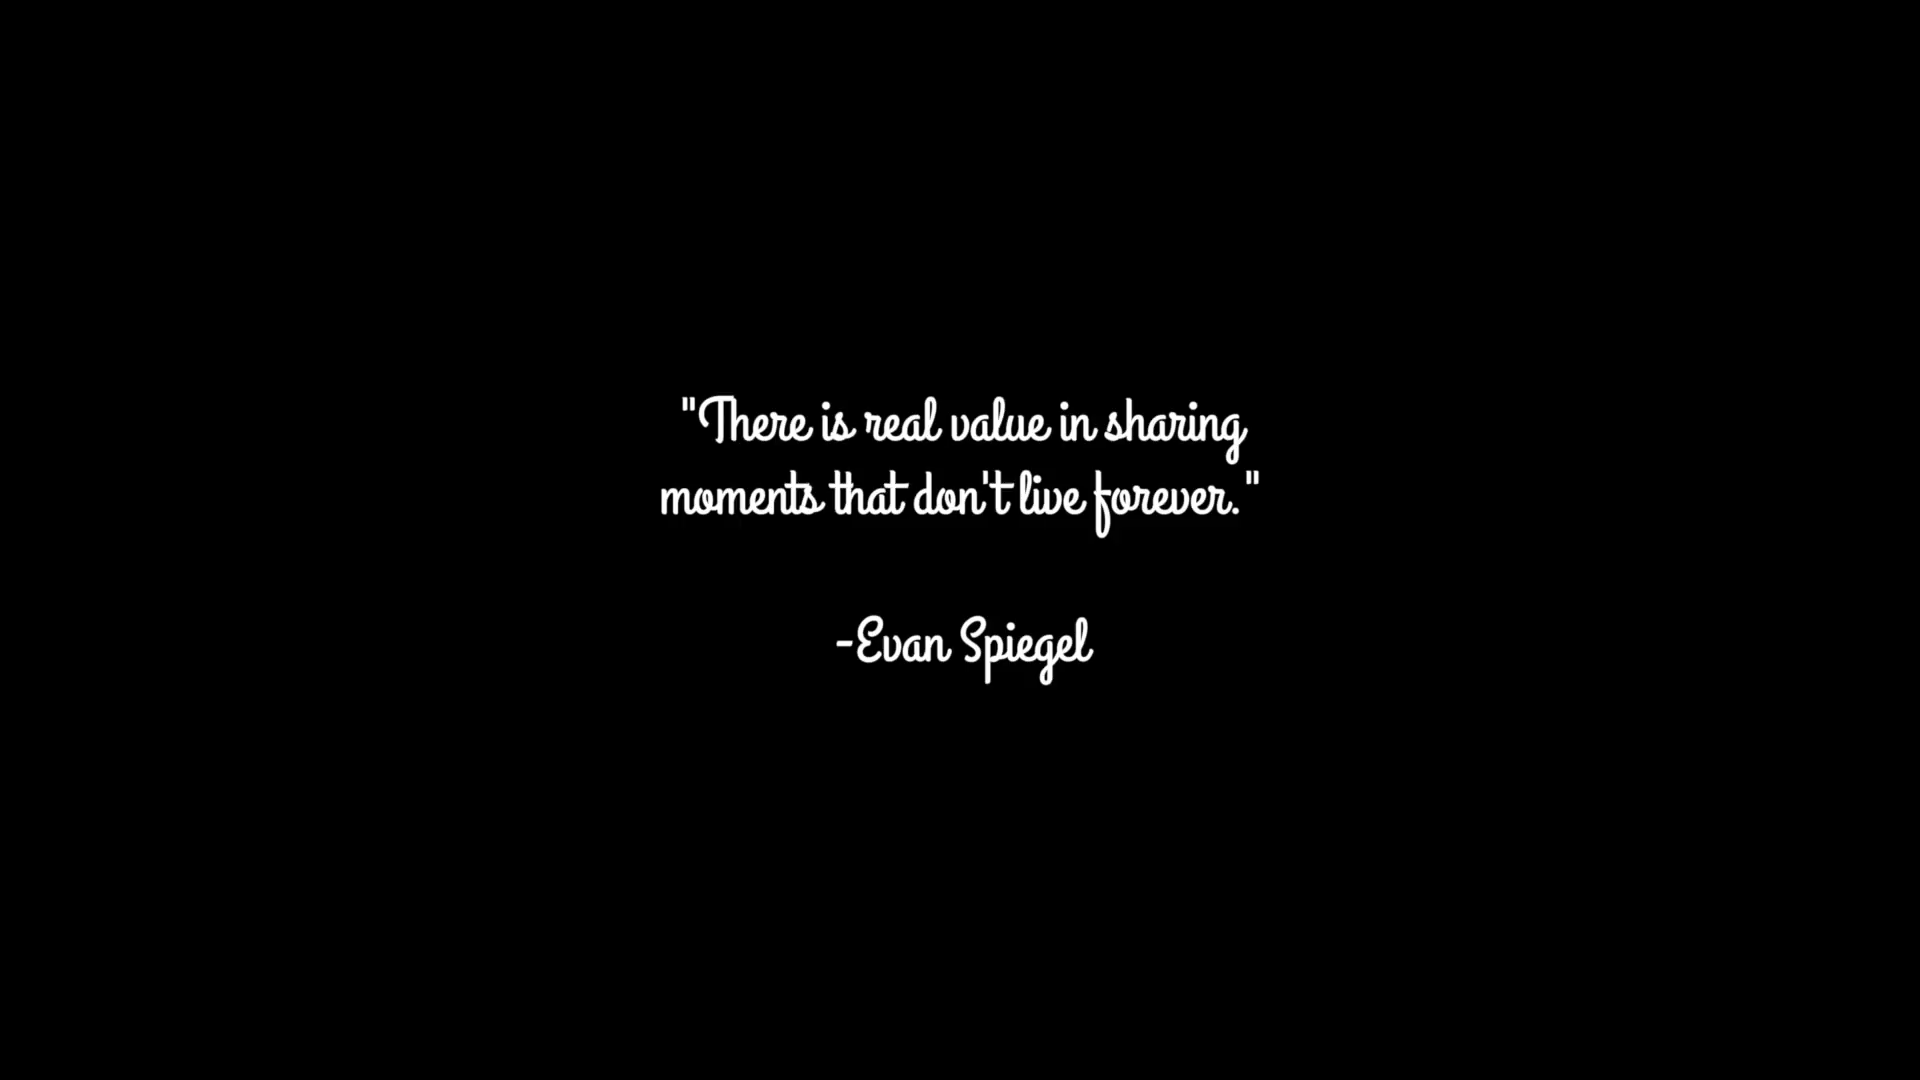 "There is real value in sharing
moments that don't live forever."
-Evan Spiegel